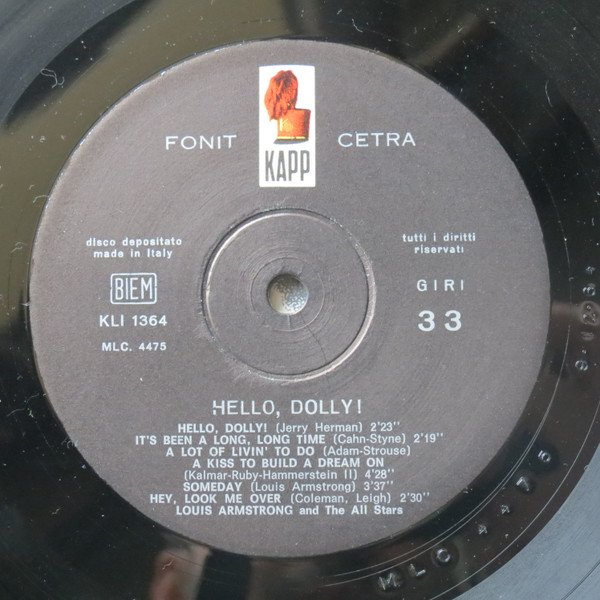 FONIT CETRA
KAPP
disco depositato
made in Italy
tutti i diritti
riservati
BIEM
GIRI
KLI 1364
33
MLC. 4475
HELLO, DOLLY!
HELLO, DOLLY! (Jerry Herman) 2'23''
IT'S BEEN A LONG, LONG TIME (Cahn-Styne) 2'19''
A LOT OF LIVIN' TO DO (Adam-Strouse)
A KISS TO BUILD A DREAM ON
(Kalmar-Ruby-Hammerstein II) 4'28''
SOMEDAY (Louis Armstrong) 3'37''
HEY, LOOK ME OVER (Coleman, Leigh) 2'30''
LOUIS ARMSTRONG and The All Stars
MLC 4475